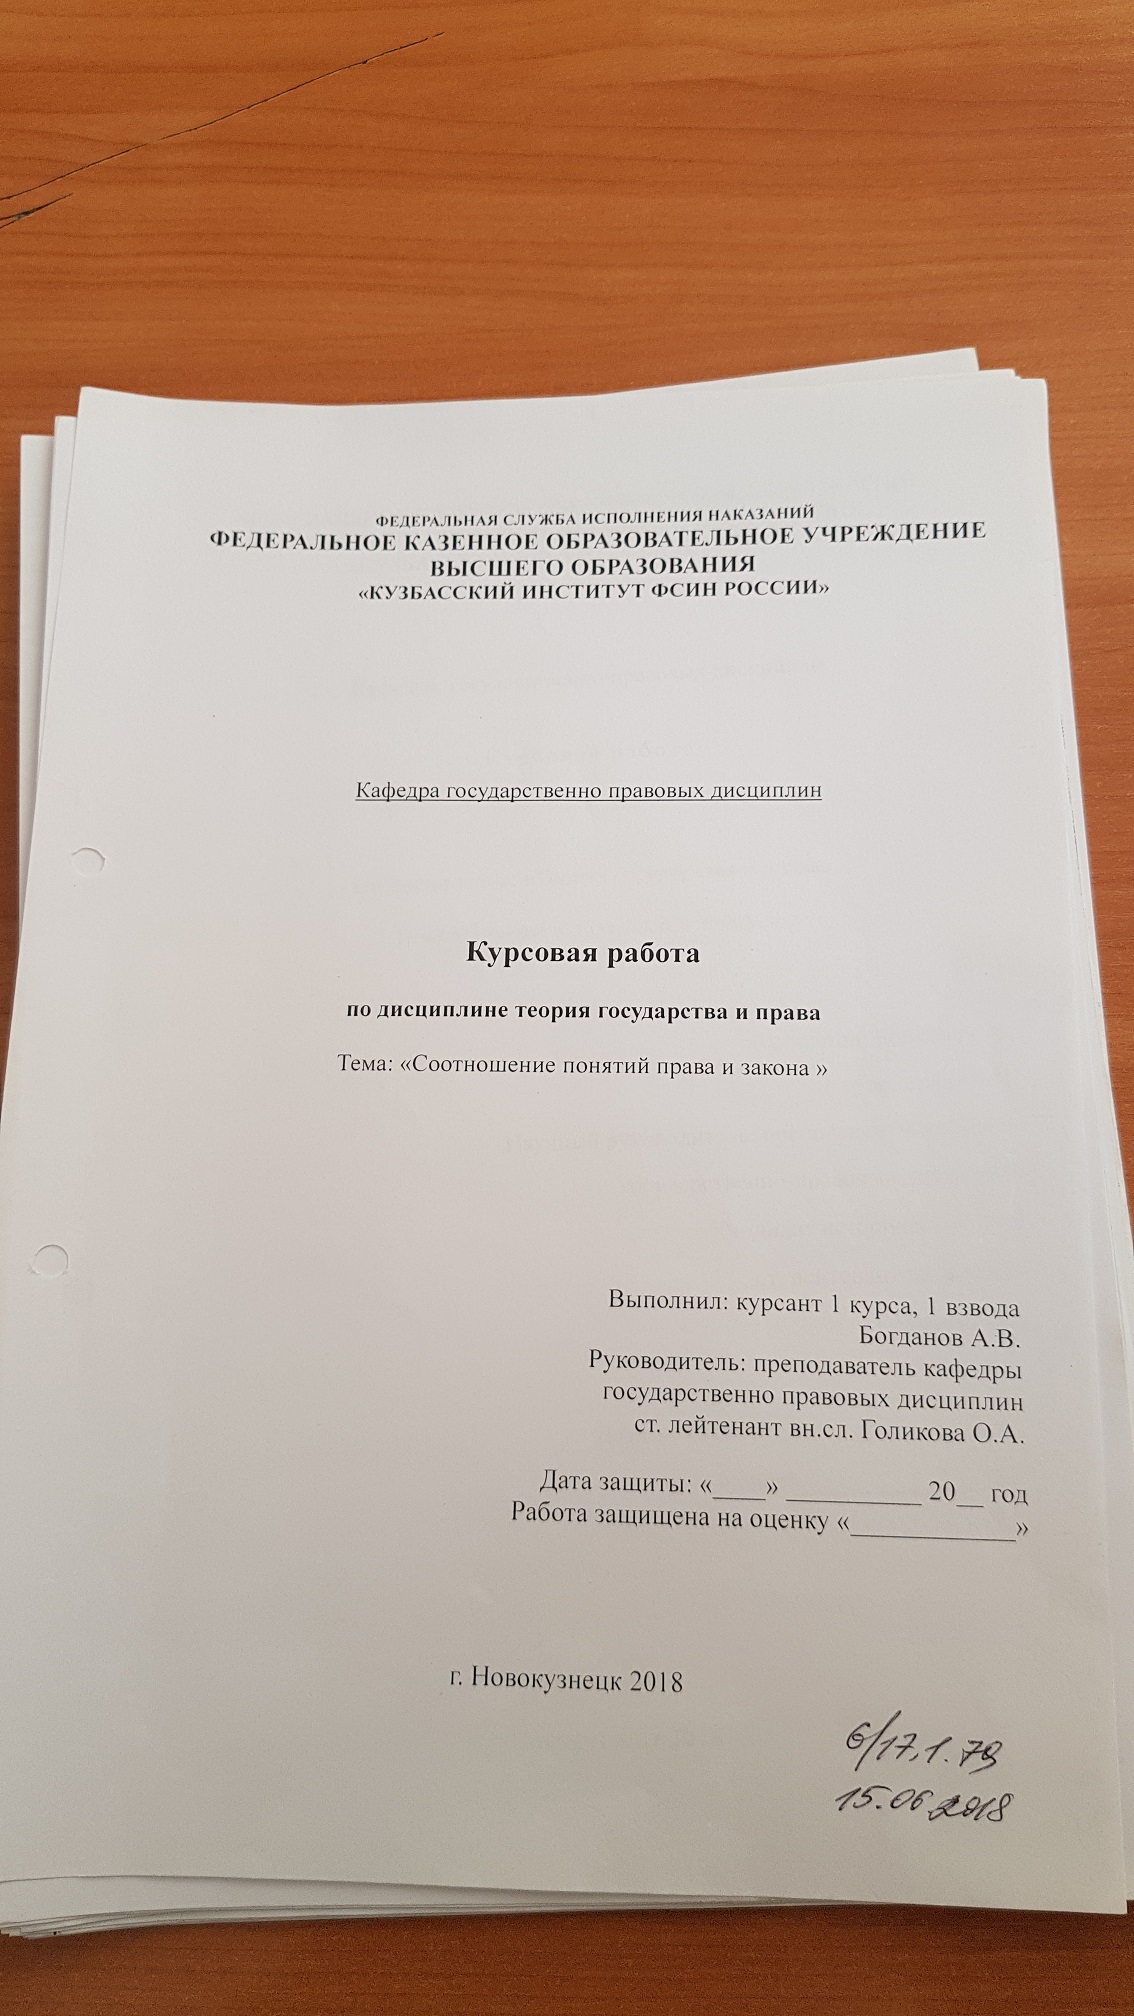 ФЕДЕРАЛЬНАЯ СЛУЖБА ИСПОЛНЕНИЯ НАКАЗАНИЙ
ФЕДЕРАЛЬНОЕ КАЗЕННОЕ ОБРАЗОВАТЕЛЬНОЕ УЧРЕЖДЕНИЕ
ВЫСШЕГО ОБРАЗОВАНИЯ
«КУЗБАССКИЙ ИНСТИТУТ ФСИН РОССИИ»
Кафедра государственно правовых дисциплин
Курсовая работа
по дисциплине теория государства и права
Тема: «Соотношение понятий права и закона »
Выполнил: курсант 1 курса, 1 взвода
Богданов А.В.
Руководитель: преподаватель кафедры
государственно правовых дисциплин
ст. лейтенант вн.сл. Голикова О.А.
Дата защиты: «____» __________ 20__ год
Работа защищена на оценку «____________»
г. Новокузнецк 2018
6/17.1.79
15.06.2018